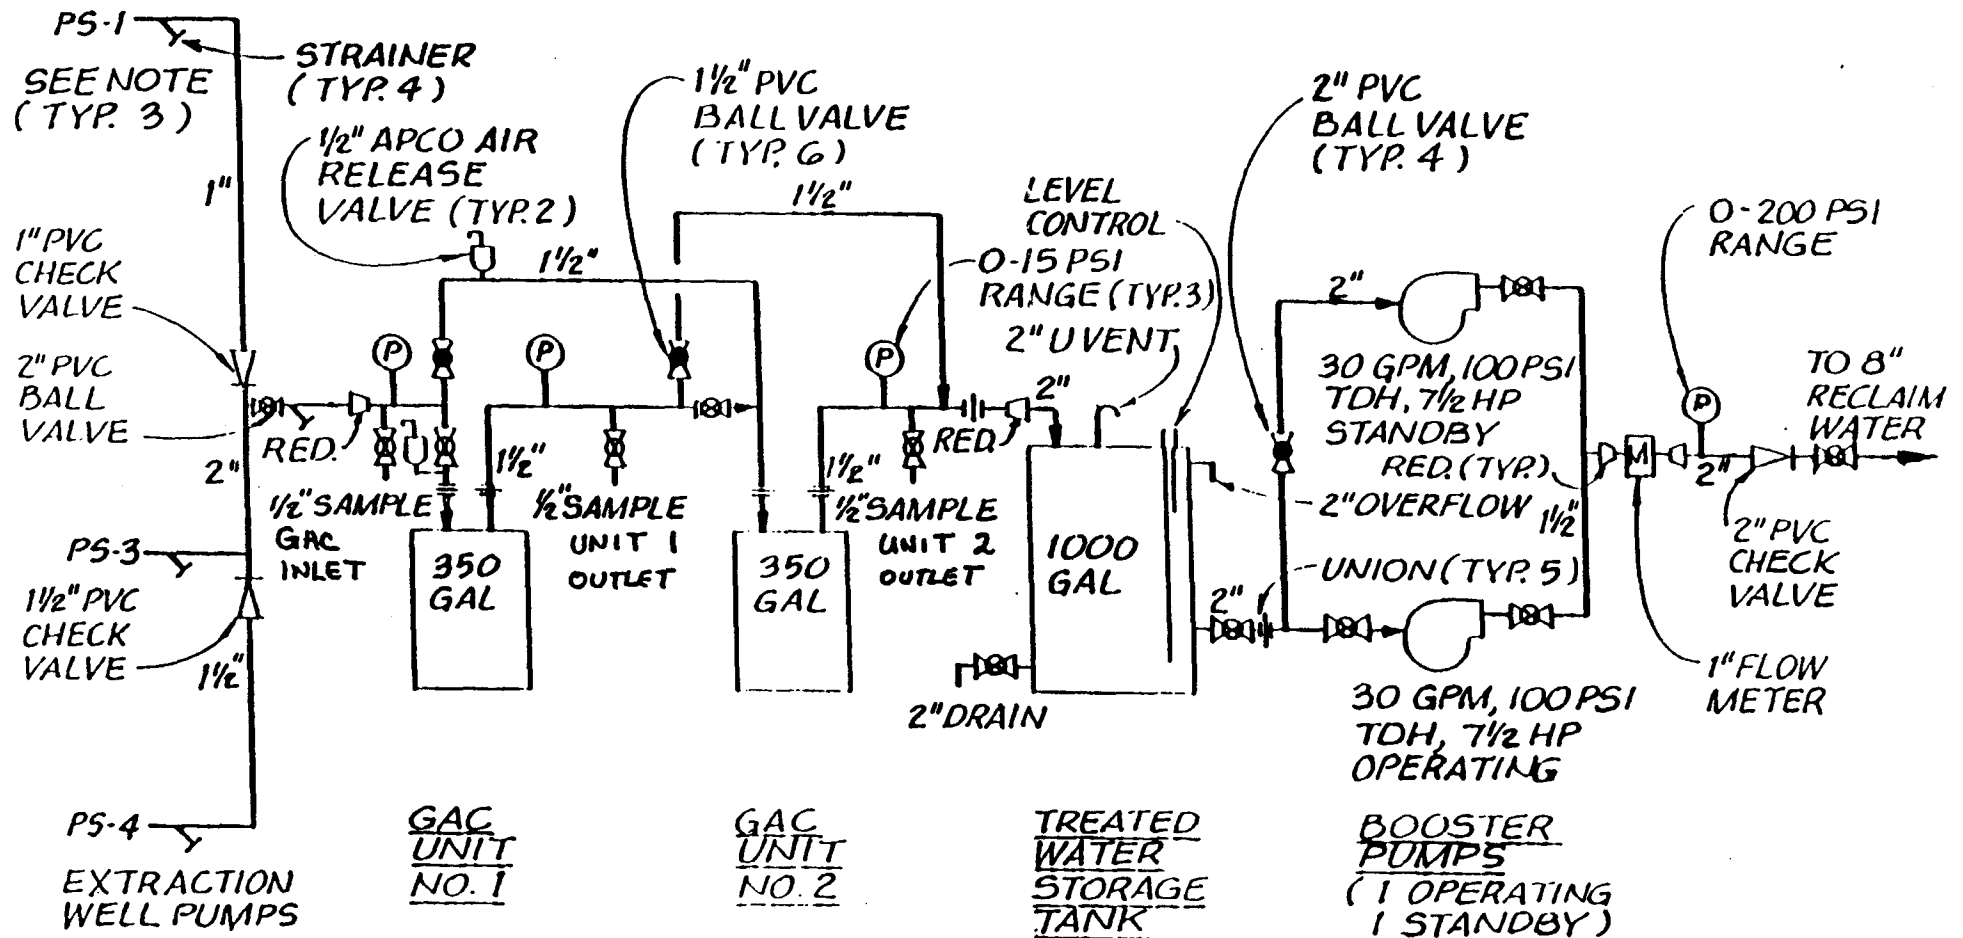 PS-1
SEE NOTE
(TYP. 3)
STRAINER
(TYP. 4)
1/2" APCO AIR
RELEASE
VALVE (TYP. 2)
1"
1" PVC
CHECK
VALVE
2" PVC
BALL
VALVE
2"
RED.
P
1 1/2"
1 1/2" PVC
BALL VALVE
(TYP. 6)
1 1/2"
P
1 1/2"
1/2" SAMPLE
GAC
INLET
1/2" SAMPLE
UNIT 1
OUTLET
PS-3
1 1/2" PVC
CHECK
VALVE
1 1/2"
PS-4
EXTRACTION
WELL PUMPS
350
GAL
GAC
UNIT
NO. 1
350
GAL
GAC
UNIT
NO. 2
P
1 1/2"
1/2" SAMPLE
UNIT 2
OUTLET
LEVEL
CONTROL
0-15 PSI
RANGE (TYP. 3)
2" U VENT
2"
RED.
1000
GAL
2" DRAIN
TREATED
WATER
STORAGE
TANK
2" PVC
BALL VALVE
(TYP. 4)
2"
30 GPM, 100 PSI
TDH, 7 1/2 HP
STANDBY
RED. (TYP.)
2" OVERFLOW
1 1/2"
UNION (TYP. 5)
2"
30 GPM, 100 PSI
TDH, 7 1/2 HP
OPERATING
BOOSTER
PUMPS
(1 OPERATING
1 STANDBY)
0-200 PSI
RANGE
P
M
2"
TO 8"
RECLAIM
WATER
2" PVC
CHECK
VALVE
1" FLOW
METER